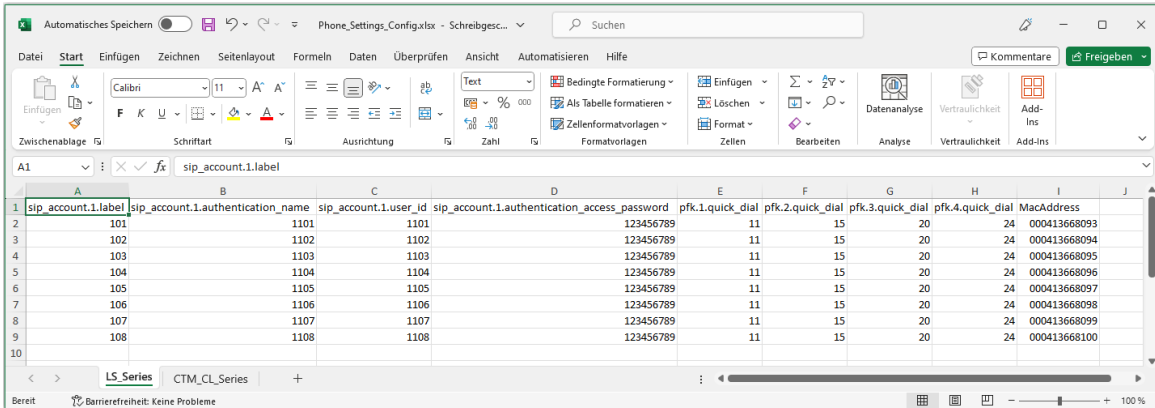 Automatisches Speichern Phone_Settings_Config.xlsx - Schreibgesc... Suchen
Datei Start Einfügen Zeichnen Seitenlayout Formeln Daten Überprüfen Ansicht Automatisieren Hilfe Kommentare Freigeben
Einfügen Calibri 11 A A ab Text Bedingte Formatierung Einfügen Datenanalyse Vertraulichkeit Add-Ins
F K U A % 000 Als Tabelle formatieren Löschen
Zellenformatvorlagen Format
Zwischenablage Schriftart Ausrichtung Zahl Formatvorlagen Zellen Bearbeiten Analyse Vertraulichkeit Add-Ins
A1 fx sip_account.1.label
A B C D E F G H I J
1 sip_account.1.label sip_account.1.authentication_name sip_account.1.user_id sip_account.1.authentication_access_password pfk.1.quick_dial pfk.2.quick_dial pfk.3.quick_dial pfk.4.quick_dial MacAddress
2 101 1101 1101 123456789 11 15 20 24 000413668093
3 102 1102 1102 123456789 11 15 20 24 000413668094
4 103 1103 1103 123456789 11 15 20 24 000413668095
5 104 1104 1104 123456789 11 15 20 24 000413668096
6 105 1105 1105 123456789 11 15 20 24 000413668097
7 106 1106 1106 123456789 11 15 20 24 000413668098
8 107 1107 1107 123456789 11 15 20 24 000413668099
9 108 1108 1108 123456789 11 15 20 24 000413668100
10
LS_Series CTM_CL_Series
Bereit Barrierefreiheit: Keine Probleme 100 %